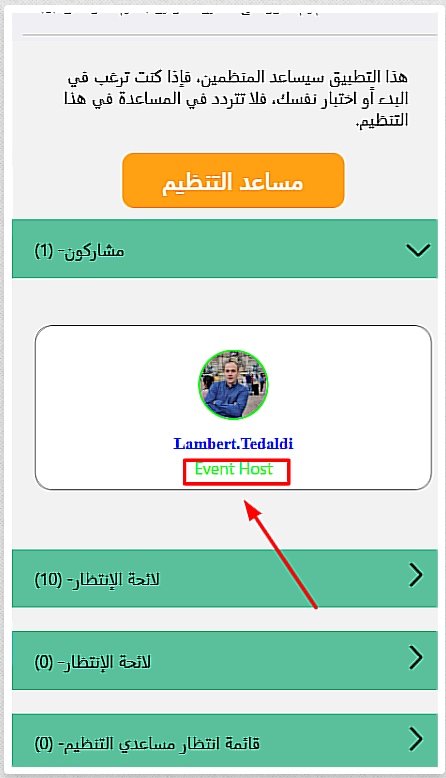 هذا التطبيق سيساعد المنظمين، فإذا كنت ترغب في
البدء أو اختبار نفسك، فلا تتردد في المساعدة في هذا
التنظيم.
مساعد التنظيم
مشاركون- (1)
Lambert.Tedaldi
Event Host
لائحة الإنتظار- (10)
لائحة الإنتظار- (0)
قائمة انتظار مساعدي التنظيم- (0)